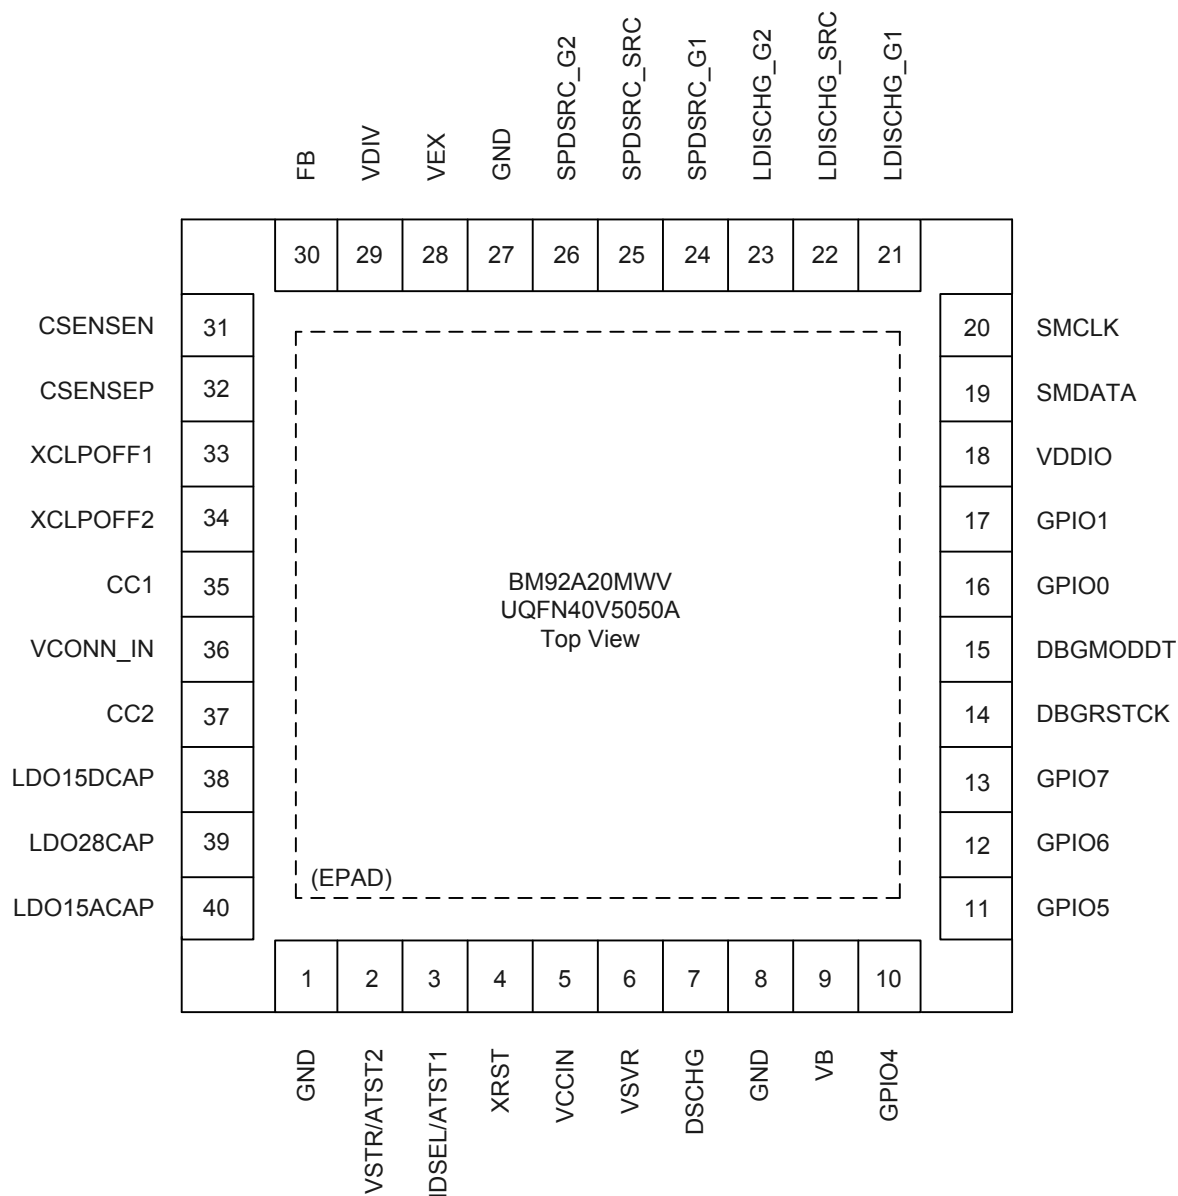 FB
VDIV
VEX
GND
SPDSRC_G2
SPDSRC_SRC
SPDSRC_G1
LDISCHG_G2
LDISCHG_SRC
LDISCHG_G1
30
29
28
27
26
25
24
23
22
21
CSENSEN 31
CSENSEP 32
XCLPOFF1 33
XCLPOFF2 34
CC1 35
VCONN_IN 36
CC2 37
LDO15DCAP 38
LDO28CAP 39
LDO15ACAP 40
BM92A20MWV
UQFN40V5050A
Top View
(EPAD)
20 SMCLK
19 SMDATA
18 VDDIO
17 GPIO1
16 GPIO0
15 DBGMODDT
14 DBGRSTCK
13 GPIO7
12 GPIO6
11 GPIO5
1
2
3
4
5
6
7
8
9
10
GND
VSTR/ATST2
IDSEL/ATST1
XRST
VCCIN
VSVR
DSCHG
GND
VB
GPIO4